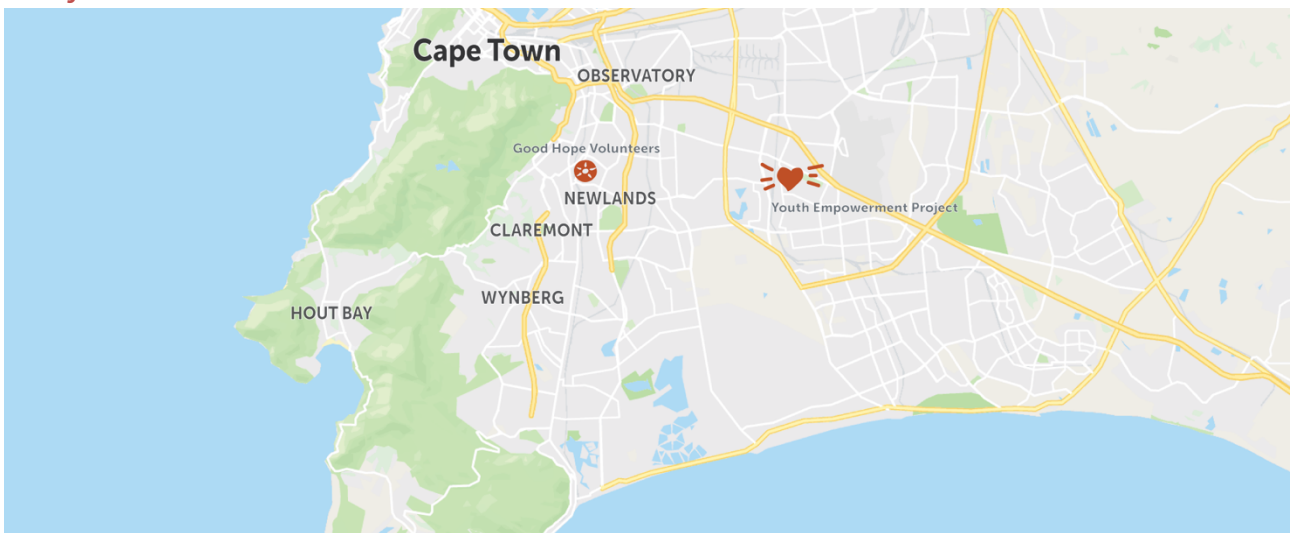 Cape Town
OBSERVATORY
Good Hope Volunteers
NEWLANDS
Youth Empowerment Project
CLAREMONT
WYNBERG
HOUT BAY